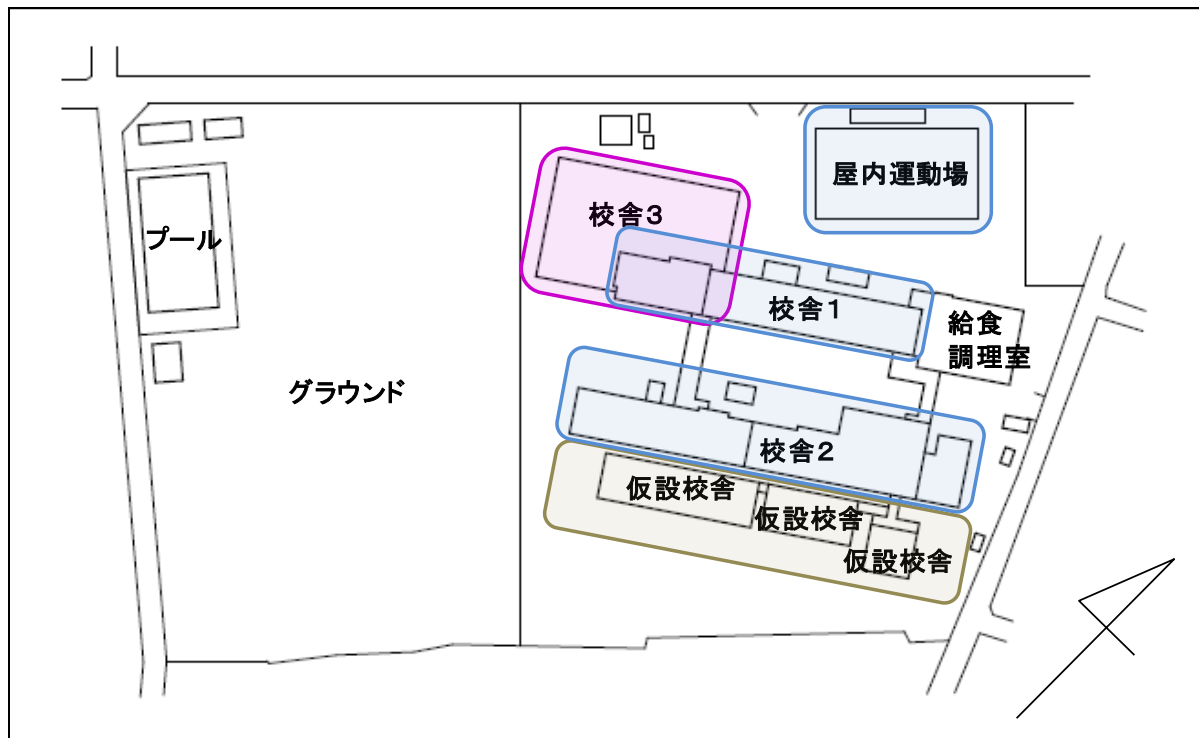 屋内運動場
校舎３
プール
校舎１
給食
調理室
グラウンド
校舎２
仮設校舎
仮設校舎
仮設校舎